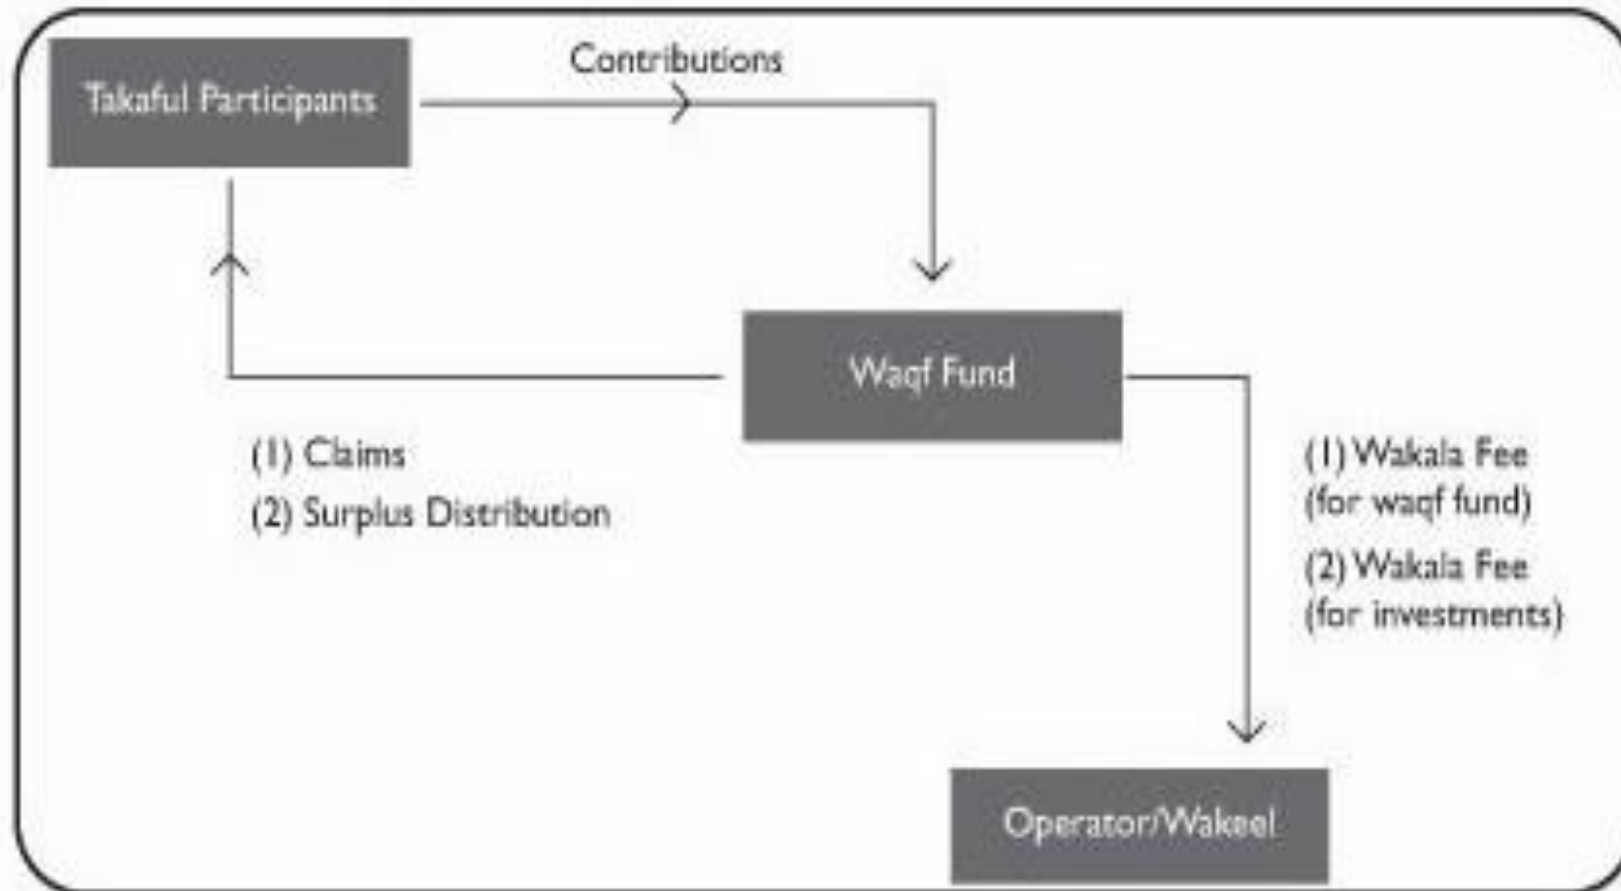 Contributions
Takaful Participants
Waqf Fund
(1) Claims
(2) Surplus Distribution
(1) Wakala Fee
(for waqf fund)
(2) Wakala Fee
(for investments)
Operator/Wakeel